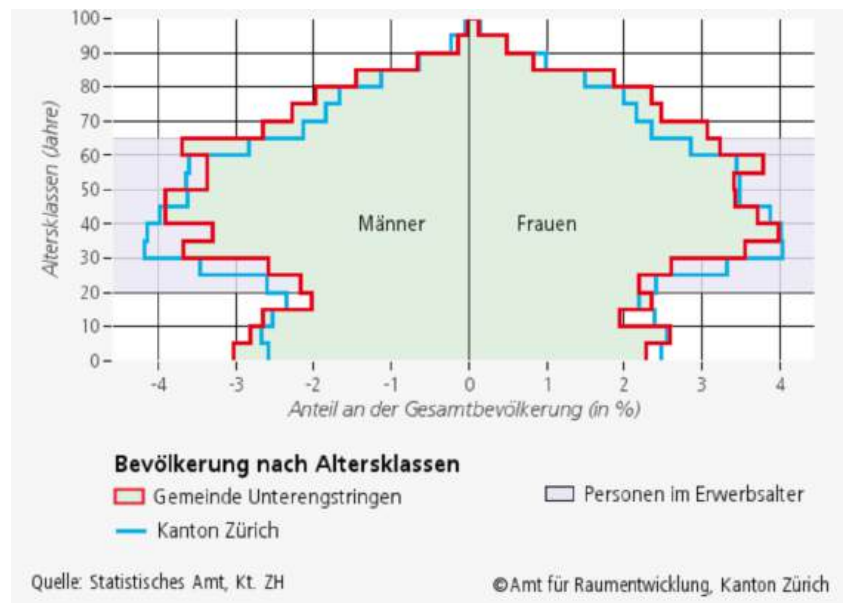 100
90
80
70
60
50
40
30
20
10
0
Altersklassen (Jahre)
Männer
Frauen
-4 -3 -2 -1 0 1 2 3 4
Anteil an der Gesamtbevölkerung (in %)
Bevölkerung nach Altersklassen
Gemeinde Unterengstringen
Personen im Erwerbsalter
Kanton Zürich
Quelle: Statistisches Amt, Kt. ZH
©Amt für Raumentwicklung, Kanton Zürich